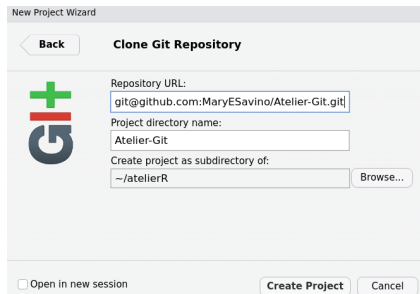 New Project Wizard
Back
Clone Git Repository
Repository URL:
git@github.com:MaryESavino/Atelier-Git.git
Project directory name:
Atelier-Git
Create project as subdirectory of:
~/atelierR
Browse...
Git
Open in new session
Create Project
Cancel